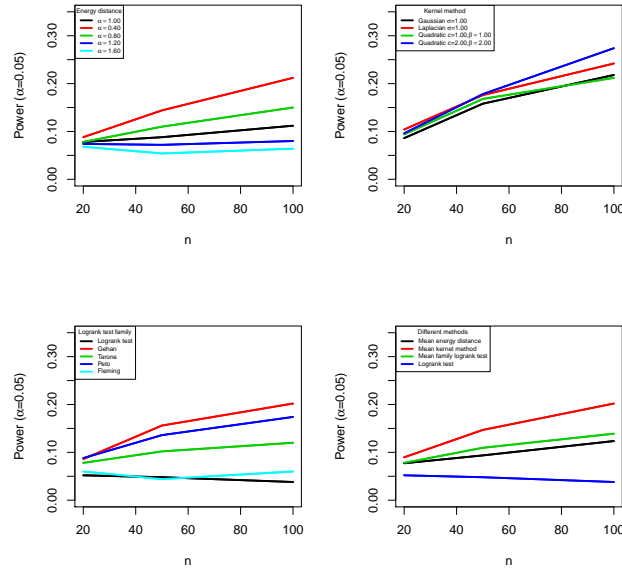 Energy distance
α = 1.00
α = 0.40
α = 0.80
α = 1.20
α = 1.60
Power (α=0.05)
0.00 0.10 0.20 0.30
20 40 60 80 100
n
Kernel method
Gaussian σ=1.00
Laplacian σ=1.00
Quadratic c=1.00,β = 1.00
Quadratic c=2.00,β = 2.00
Power (α=0.05)
0.00 0.10 0.20 0.30
20 40 60 80 100
n
Logrank test family
Logrank test
Gehan
Tarone
Peto
Fleming
Power (α=0.05)
0.00 0.10 0.20 0.30
20 40 60 80 100
n
Different methods
Mean energy distance
Mean kernel method
Mean family logrank test
Logrank test
Power (α=0.05)
0.00 0.10 0.20 0.30
20 40 60 80 100
n